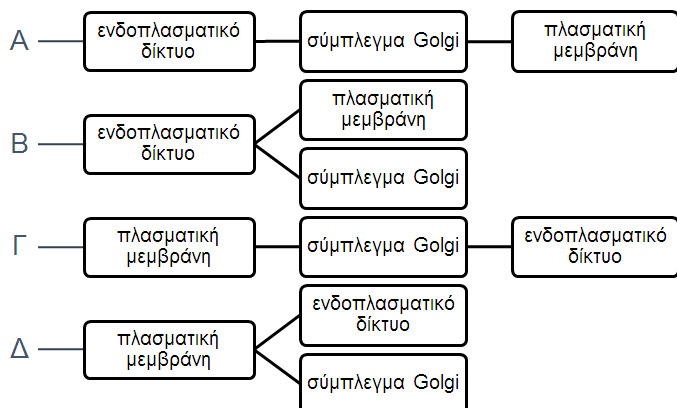 Α
ενδοπλασματικό
δίκτυο
σύμπλεγμα Golgi
πλασματική
μεμβράνη
Β
ενδοπλασματικό
δίκτυο
πλασματική
μεμβράνη
σύμπλεγμα Golgi
Γ
πλασματική
μεμβράνη
σύμπλεγμα Golgi
ενδοπλασματικό
δίκτυο
Δ
πλασματική
μεμβράνη
ενδοπλασματικό
δίκτυο
σύμπλεγμα Golgi